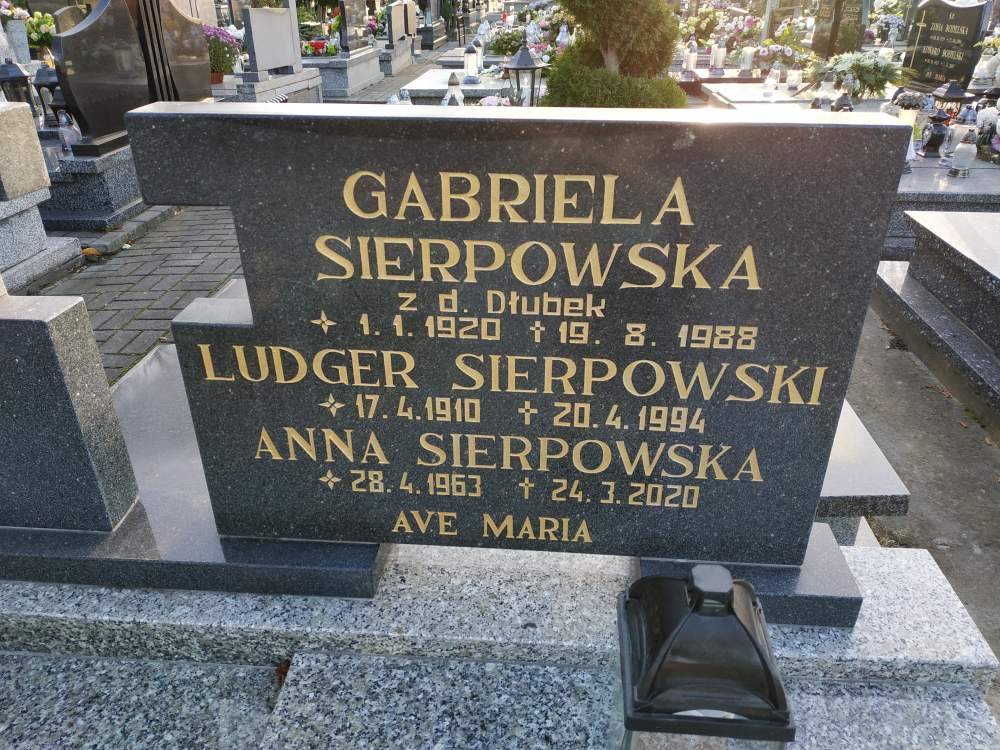 GABRIELA
SIERPOWSKA
z d. Dłubek
1. 1. 1920 † 19. 8. 1988
LUDGER SIERPOWSKI
17. 4. 1910 † 20. 4. 1994
ANNA SIERPOWSKA
28. 4. 1963 † 24. 3. 2020
AVE MARIA